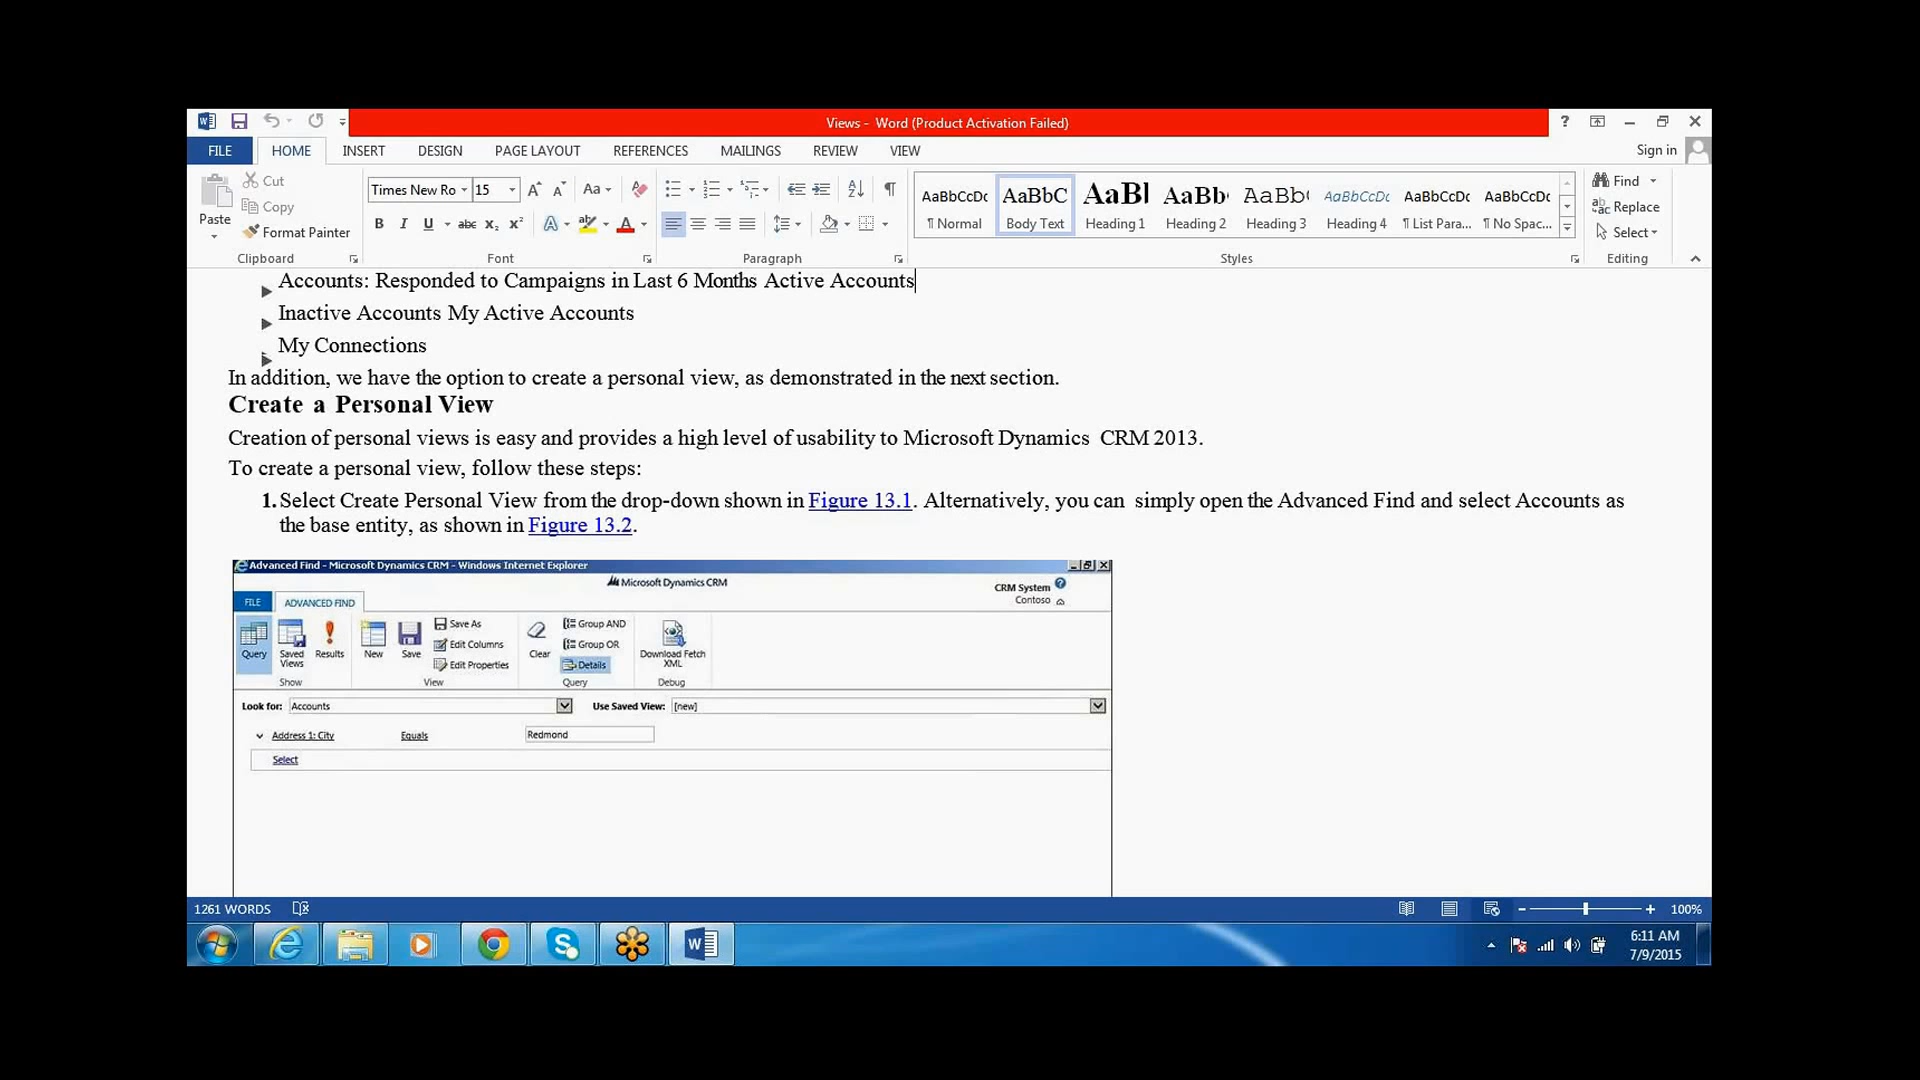 Views - Word (Product Activation Failed)
FILE HOME INSERT DESIGN PAGE LAYOUT REFERENCES MAILINGS REVIEW VIEW Sign in
Paste Cut Copy Format Painter Clipboard
Times New Ro 15 Aa Font
Paragraph
AaBbCcDc AaBbC AaBl AaBb AaBb( AaBbCcDc AaBbCcDc AaBbCcDc
¶ Normal Body Text Heading 1 Heading 2 Heading 3 Heading 4 ¶ List Para... ¶ No Spac...
Styles
Find Replace Select Editing
Accounts: Responded to Campaigns in Last 6 Months Active Accounts
Inactive Accounts My Active Accounts
My Connections
In addition, we have the option to create a personal view, as demonstrated in the next section.
Create a Personal View
Creation of personal views is easy and provides a high level of usability to Microsoft Dynamics CRM 2013.
To create a personal view, follow these steps:
1. Select Create Personal View from the drop-down shown in Figure 13.1. Alternatively, you can simply open the Advanced Find and select Accounts as
the base entity, as shown in Figure 13.2.
Advanced Find - Microsoft Dynamics CRM - Windows Internet Explorer
Microsoft Dynamics CRM
CRM System
Contoso
FILE ADVANCED FIND
Query Saved Views Results Show
New Save Save As Edit Columns Edit Properties View
Clear Group AND Group OR Details Query
Download Fetch XML Debug
Look for: Accounts Use Saved View: [new]
Address 1: City Equals Redmond
Select
1261 WORDS 100%
6:11 AM
7/9/2015